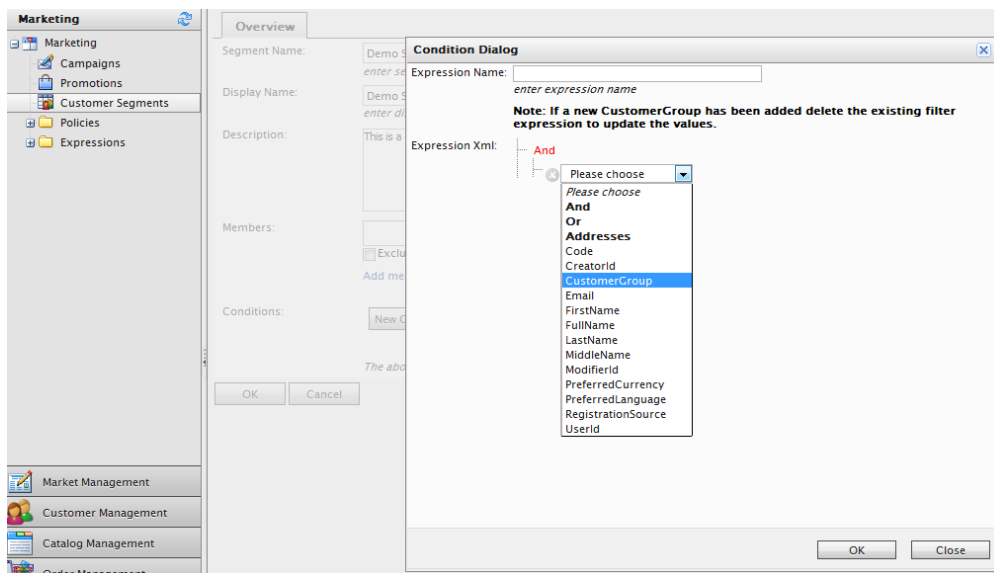 Marketing
Marketing
Campaigns
Promotions
Customer Segments
Policies
Expressions
Market Management
Customer Management
Catalog Management
Order Management
Overview
Segment Name:
Demo S
enter se
Display Name:
Demo S
enter di
Description:
This is a
Members:
Exclu
Add me
Conditions:
New C
The abo
OK
Cancel
Condition Dialog
Expression Name:
enter expression name
Note: If a new CustomerGroup has been added delete the existing filter
expression to update the values.
Expression Xml:
And
Please choose
Please choose
And
Or
Addresses
Code
CreatorId
CustomerGroup
Email
FirstName
FullName
LastName
MiddleName
ModifierId
PreferredCurrency
PreferredLanguage
RegistrationSource
UserId
OK
Close